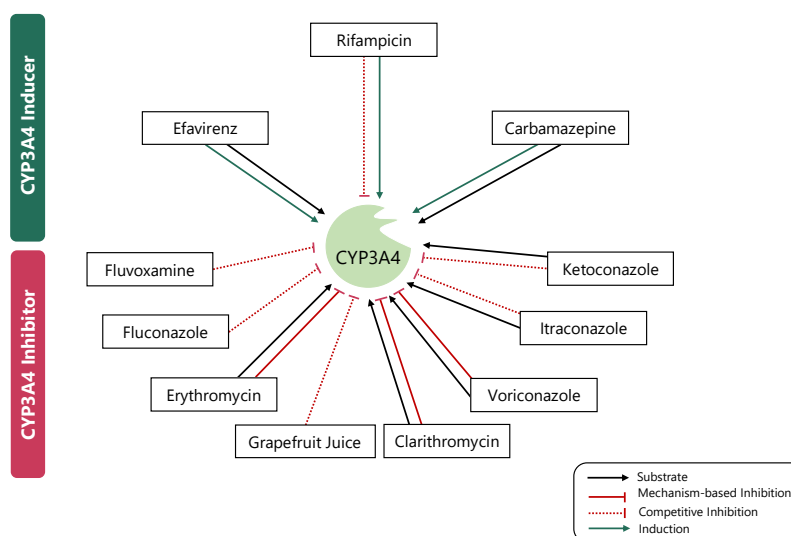 CYP3A4 Inducer
Rifampicin
Efavirenz
Carbamazepine
CYP3A4
CYP3A4 Inhibitor
Fluvoxamine
Ketoconazole
Fluconazole
Itraconazole
Erythromycin
Voriconazole
Grapefruit Juice
Clarithromycin
Substrate
Mechanism-based Inhibition
Competitive Inhibition
Induction